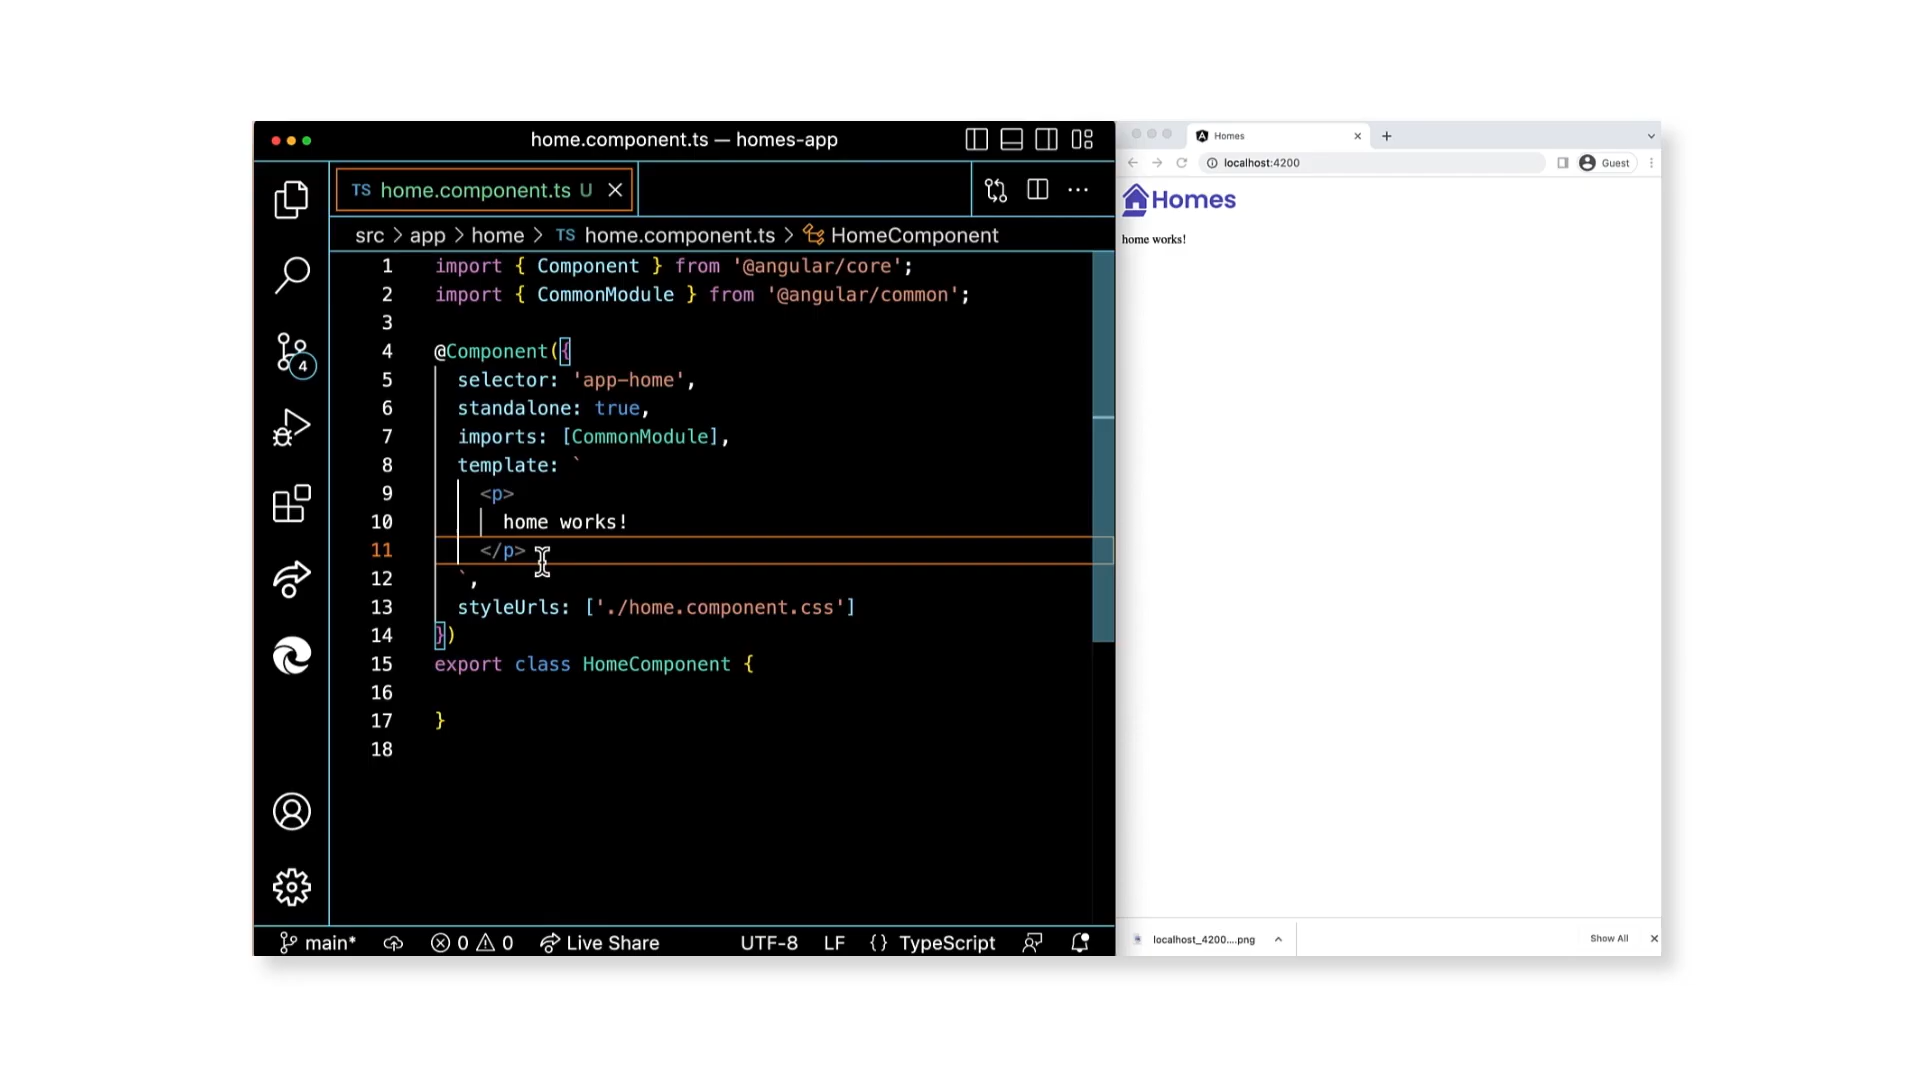 home.component.ts — homes-app
TS home.component.ts U
src > app > home > TS home.component.ts > HomeComponent
1 import { Component } from '@angular/core';
2 import { CommonModule } from '@angular/common';
3
4 @Component({
5 selector: 'app-home',
6 standalone: true,
7 imports: [CommonModule],
8 template: `
9 <p>
10 home works!
11 </p>
12 `,
13 styleUrls: ['./home.component.css']
14 })
15 export class HomeComponent {
16
17 }
18
4
main* 0 0 Live Share UTF-8 LF {} TypeScript
Homes
localhost:4200 Guest
Homes
home works!
localhost_4200....png Show All